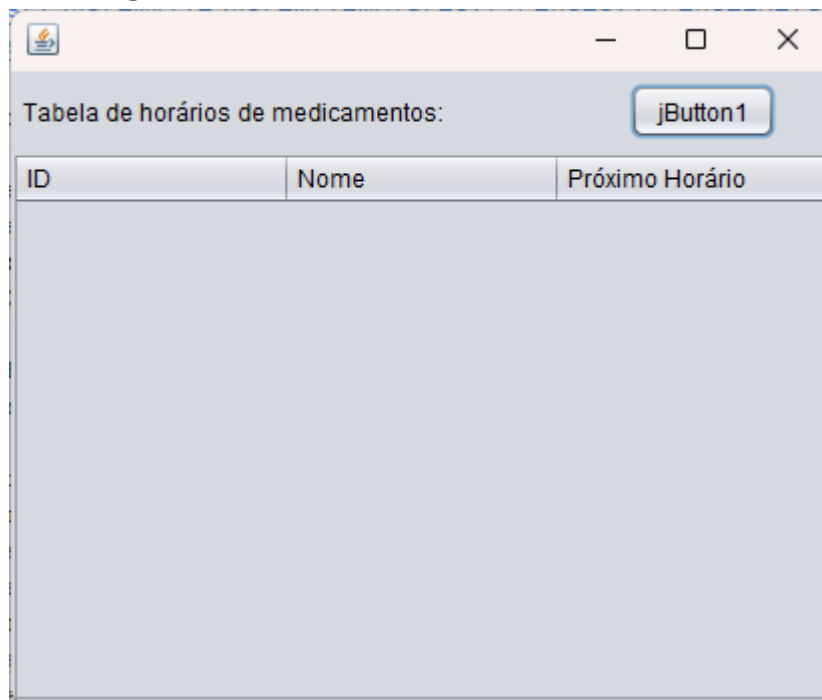 Tabela de horários de medicamentos: jButton1
ID Nome Próximo Horário